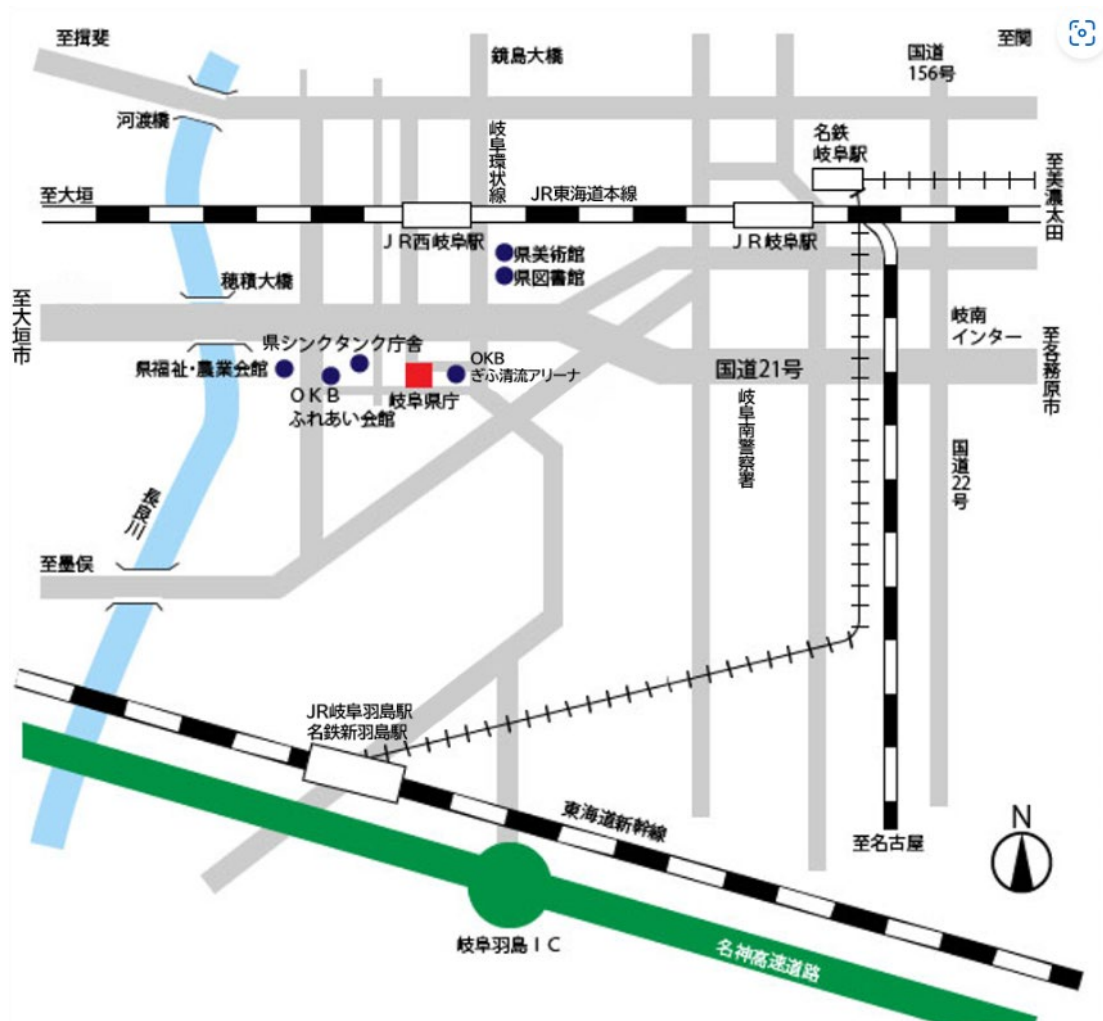 至揖斐
鏡島大橋
国道
156号
至関
河渡橋
岐阜環状線
名鉄
岐阜駅
至美濃太田
至大垣
JR東海道本線
ＪＲ西岐阜駅
ＪＲ岐阜駅
県美術館
県図書館
穂積大橋
至大垣市
岐南
インター
至各務原市
県シンクタンク庁舎
県福祉・農業会館
OKB
ぎふ清流アリーナ
国道21号
ＯＫＢ
ふれあい会館
岐阜県庁
岐阜南警察署
国道22号
長良川
至墨俣
JR岐阜羽島駅
名鉄新羽島駅
東海道新幹線
至名古屋
N
岐阜羽島ＩＣ
名神高速道路